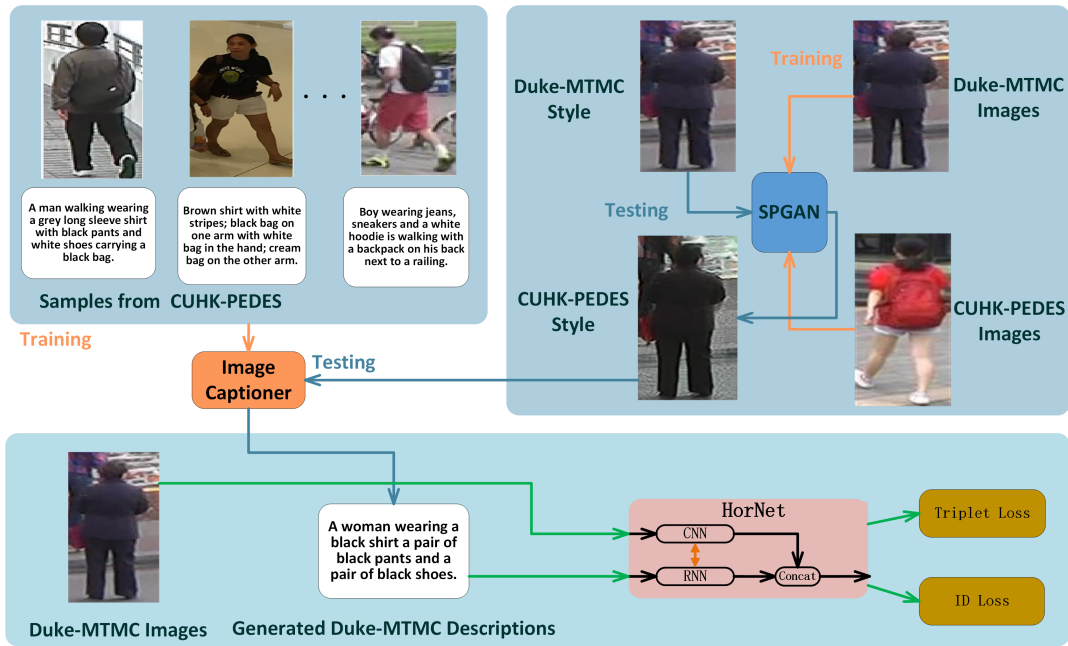 A man walking wearing
a grey long sleeve shirt
with black pants and
white shoes carrying a
black bag.
Brown shirt with white
stripes; black bag on
one arm with white
bag in the hand; cream
bag on the other arm.
. . .
Boy wearing jeans,
sneakers and a white
hoodie is walking with
a backpack on his back
next to a railing.
Samples from CUHK-PEDES
Duke-MTMC
Style
Training
Duke-MTMC
Images
Testing
SPGAN
CUHK-PEDES
Style
CUHK-PEDES
Images
Training
Image
Captioner
Testing
A woman wearing a
black shirt a pair of
black pants and a
pair of black shoes.
HorNet
CNN
RNN
Concat
Triplet Loss
ID Loss
Duke-MTMC Images
Generated Duke-MTMC Descriptions